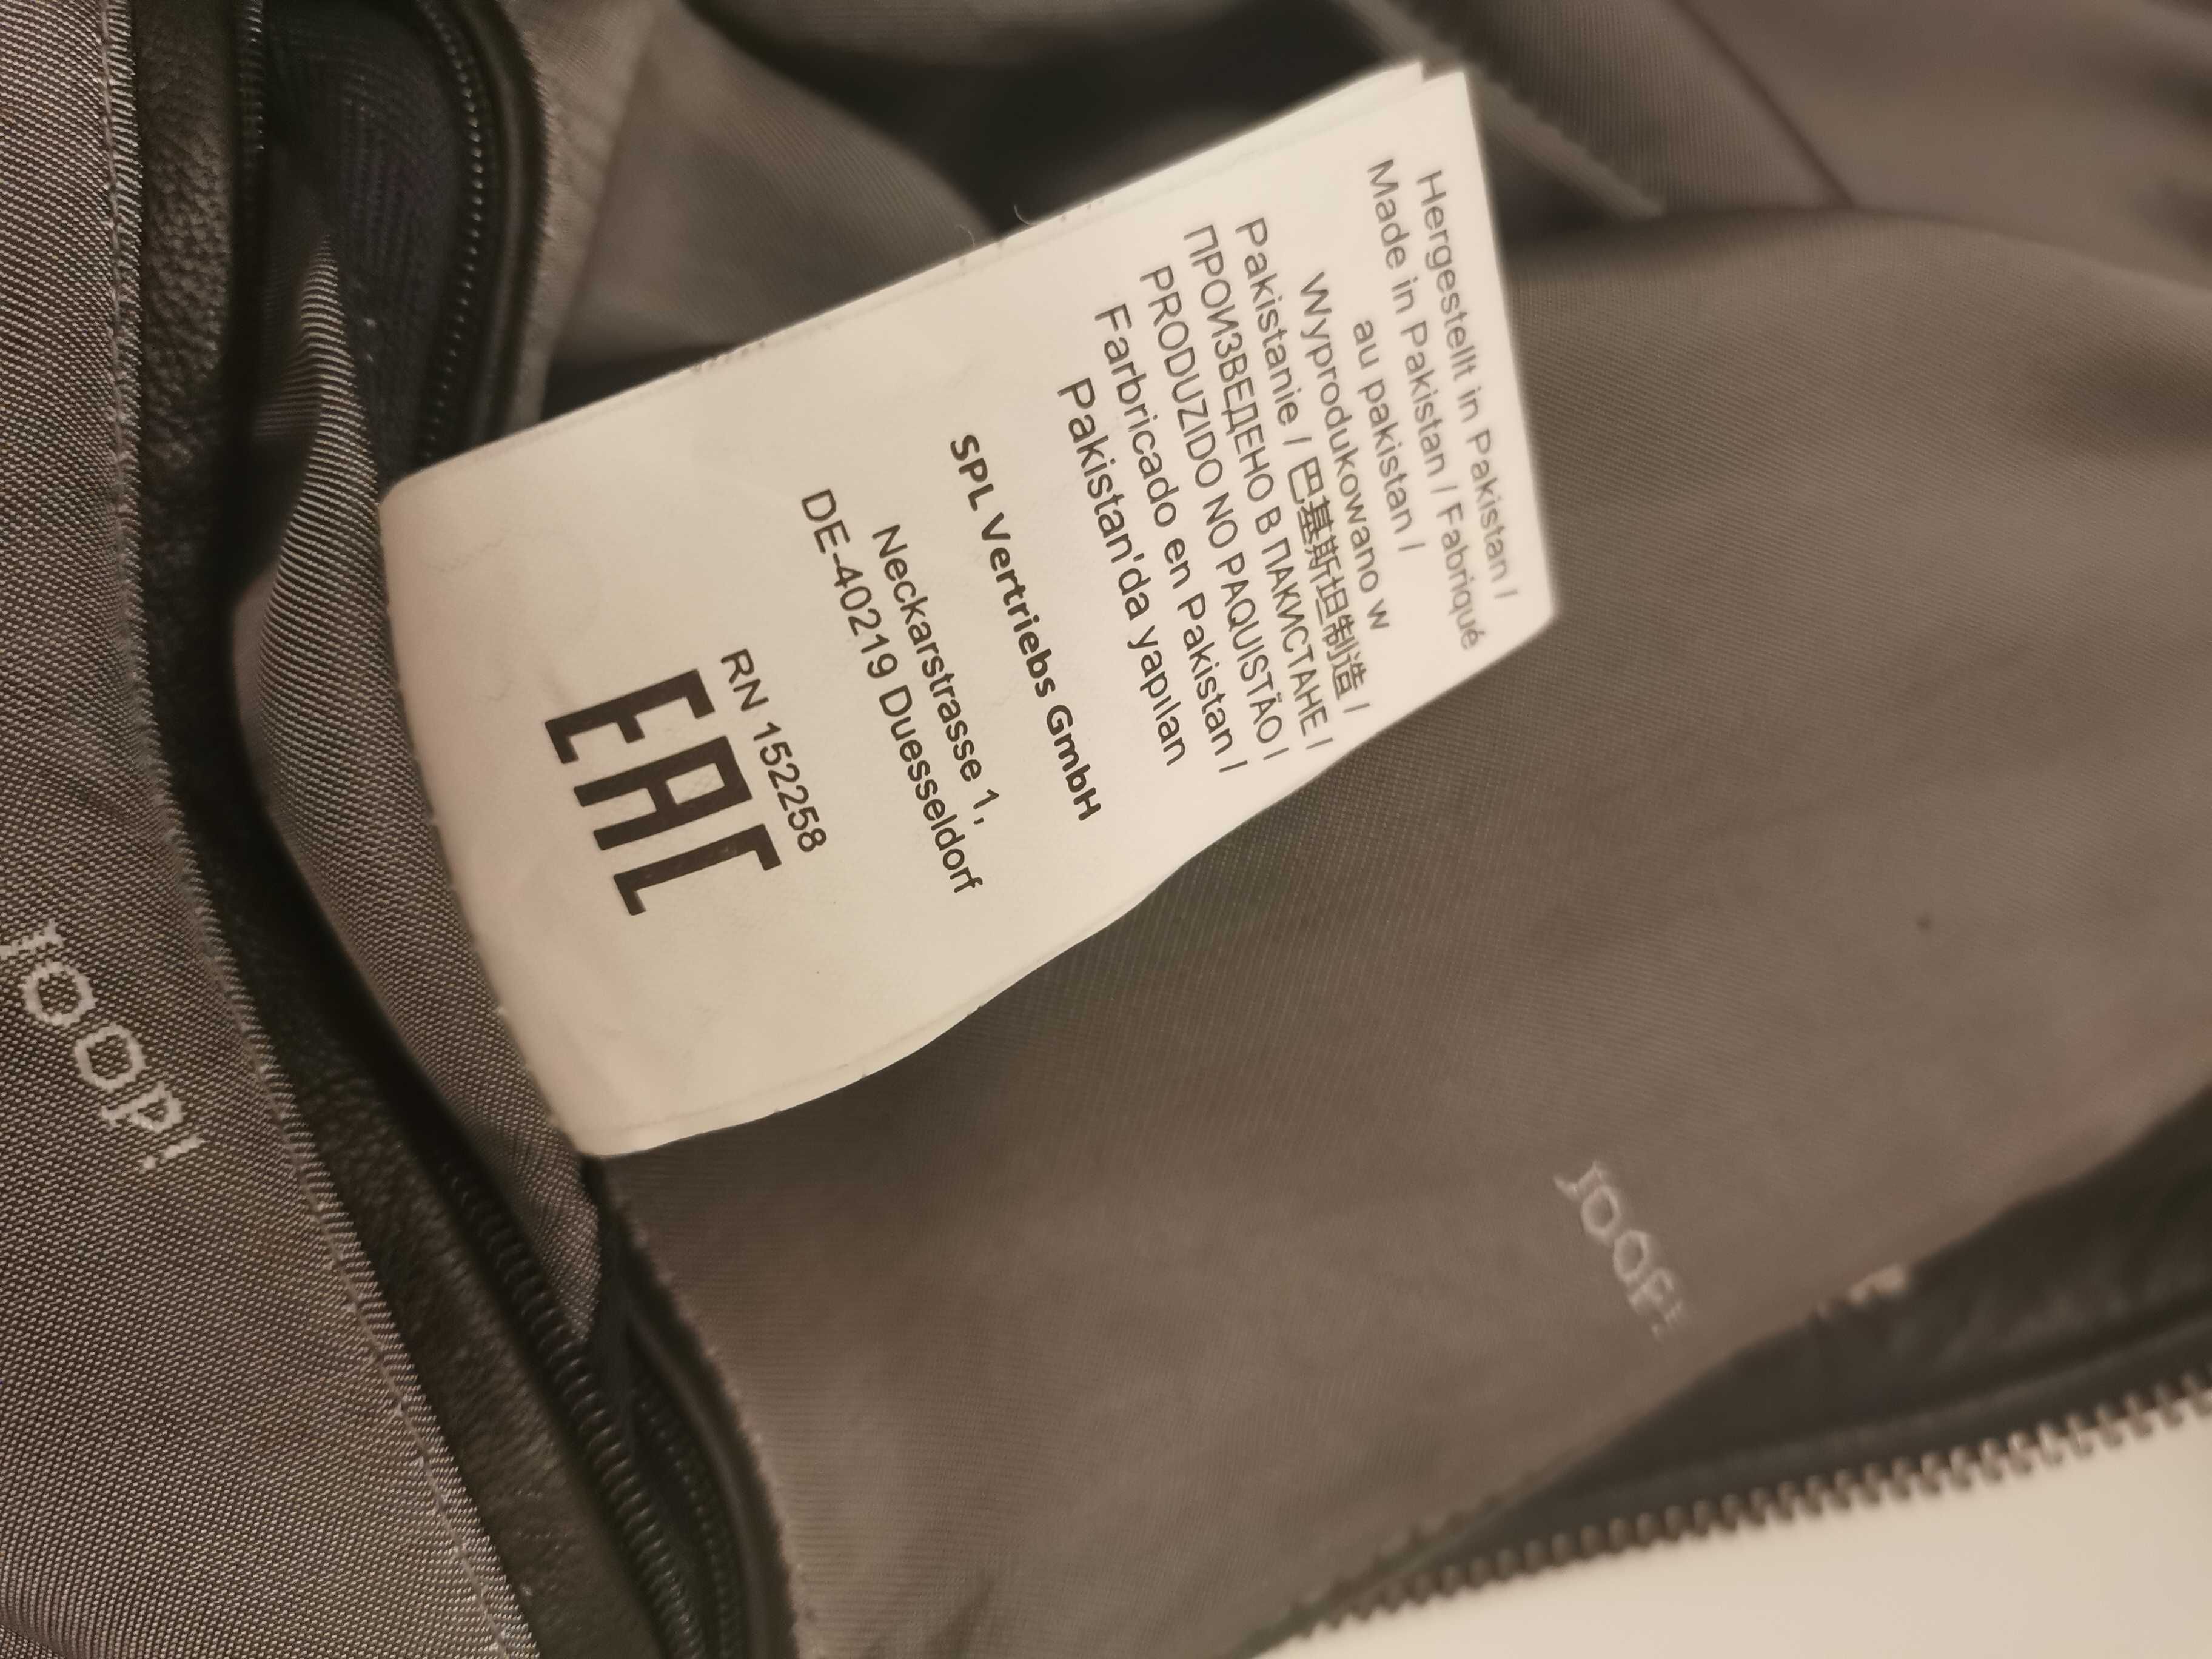 Hergestellt in Pakistan /
Made in Pakistan / Fabriqué
au pakistan /
Wyprodukowano w
Pakistanie / 巴基斯坦制造 /
ПРОИЗВЕДЕНО В ПАКИСТАНЕ /
PRODUZIDO NO PAQUISTÃO /
Farbricado en Pakistan /
Pakistan'da yapılan
SPL Vertriebs GmbH
Neckarstrasse 1,
DE-40219 Duesseldorf
RN 152258
EAC
JOOP!
JOOP!